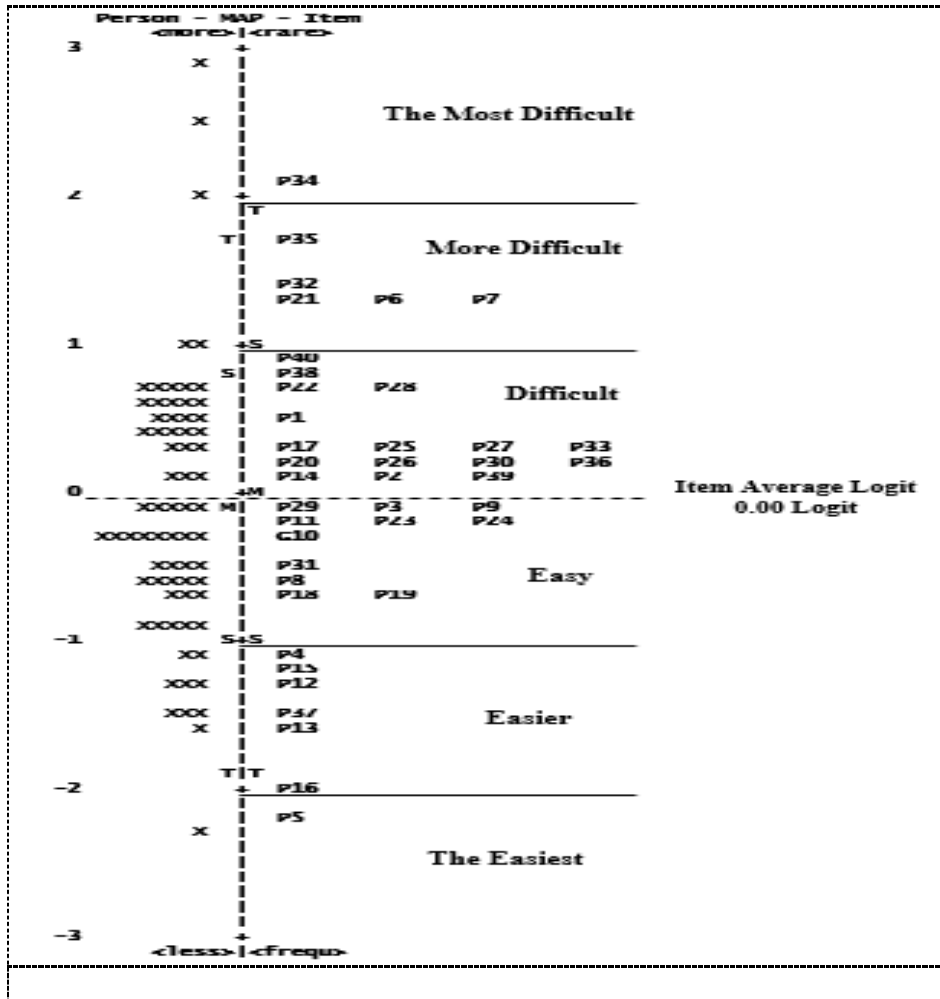 Person - MAP - Item
<more>|<rare>
3 +
X |
The Most Difficult
X |
P34
2 X +
|T
T| P35
More Difficult
P32
P21 P6 P7
1 XX +S
P40
S| P38
XXXXX P22 P28
Difficult
XXXXX
XXXX P1
XXXXX
XXX P17 P25 P27 P33
P20 P26 P30 P36
XXX P14 P2 P39
0 +M
Item Average Logit
0.00 Logit
XXXXX M| P29 P3 P9
P11 P23 P24
XXXXXXXXX G10
XXXX P31
XXXXX P8
Easy
XXX P18 P19
XXXXX
-1 S+S
XX P4
P15
XXX P12
XXX P37
Easier
X P13
T|T
-2 + P16
P5
X |
The Easiest
-3 +
<less>|<frequ>